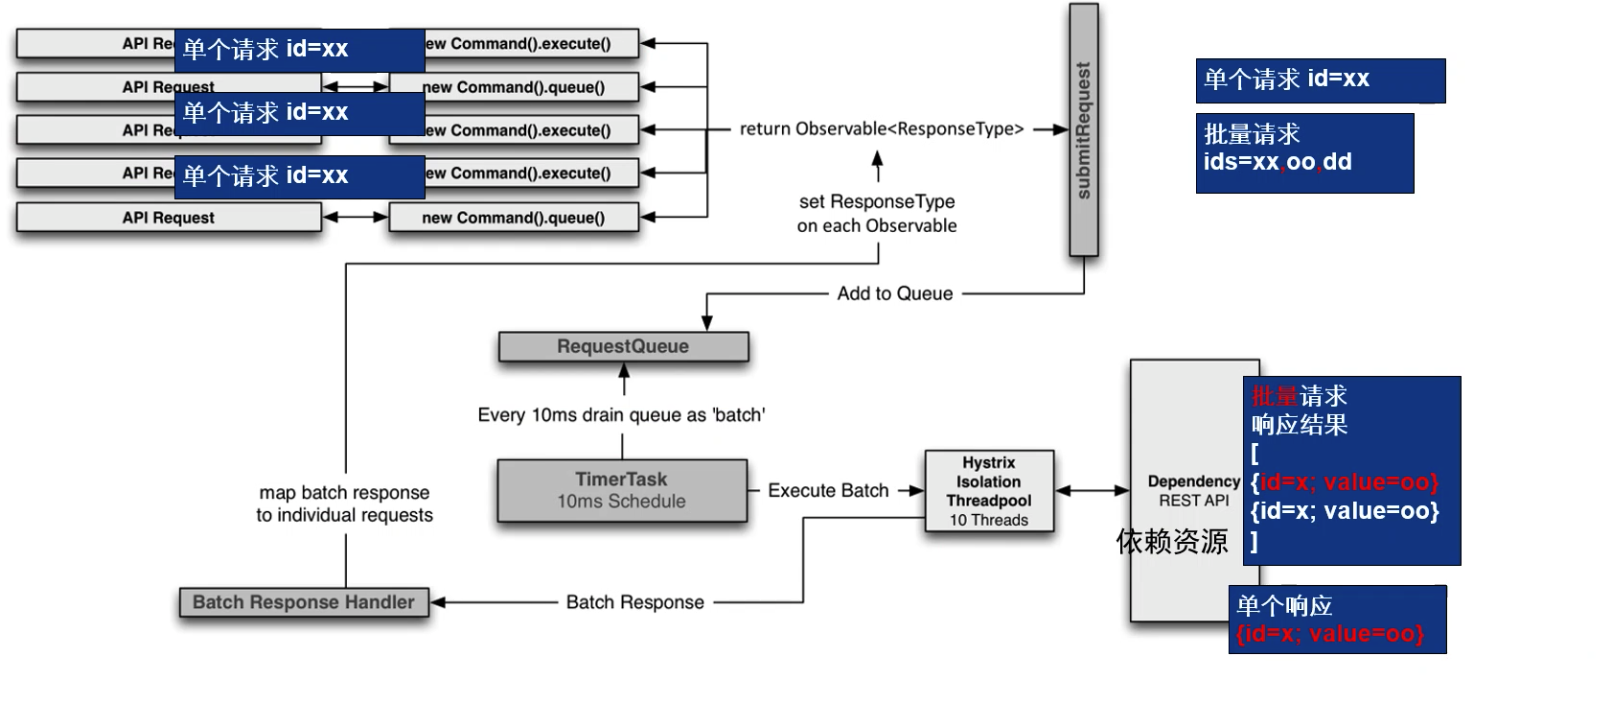 API Re
单个请求 id=xx
ew Command().execute()
API Request
new Command().queue()
单个请求 id=xx
API Re
ew Command().execute()
API Re
单个请求 id=xx
ew Command().execute()
API Request
new Command().queue()
return Observable<ResponseType>
set ResponseType
on each Observable
submitRequest
单个请求 id=xx
批量请求
ids=xx,oo,dd
Add to Queue
RequestQueue
Every 10ms drain queue as 'batch'
TimerTask
10ms Schedule
Execute Batch
Hystrix
Isolation
Threadpool
10 Threads
Dependency
REST API
依赖资源
批量请求
响应结果
[
{id=x; value=oo}
{id=x; value=oo}
]
单个响应
{id=x; value=oo}
map batch response
to individual requests
Batch Response Handler
Batch Response